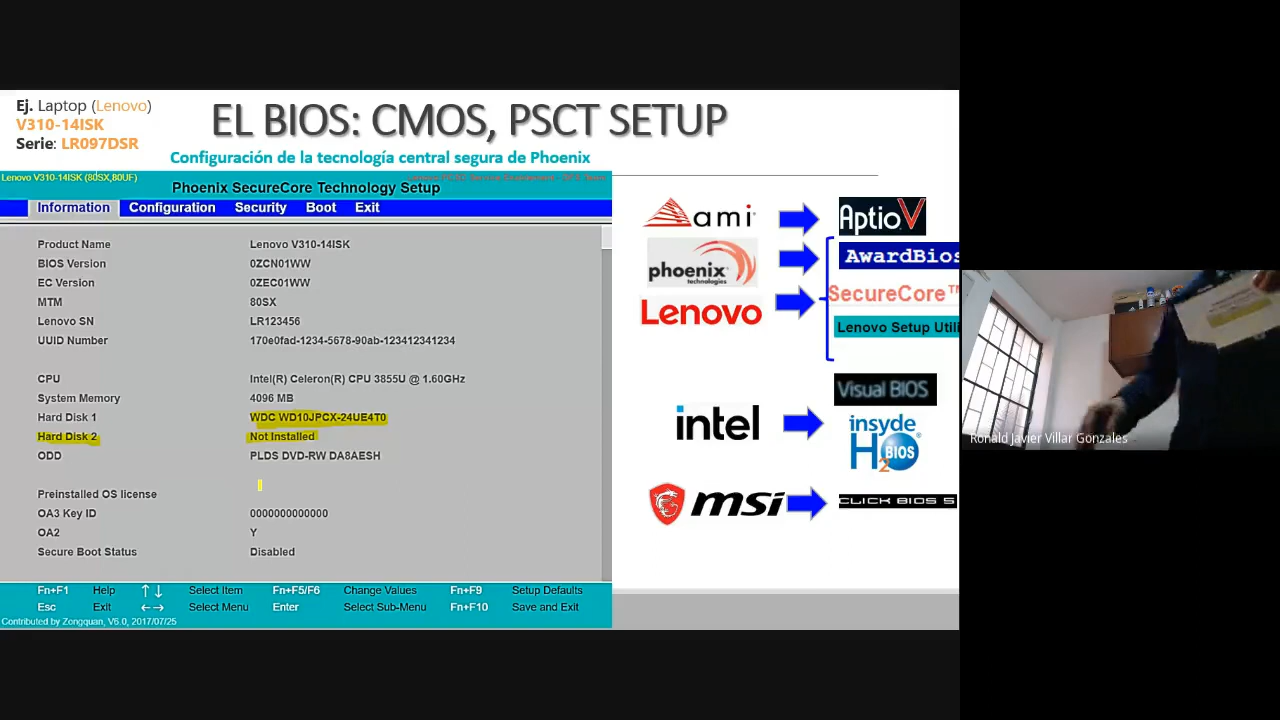 Ej. Laptop (Lenovo)
V310-14ISK
Serie: LR097DSR
EL BIOS: CMOS, PSCT SETUP
Configuración de la tecnología central segura de Phoenix
Lenovo V310-14ISK (80SX,80UF)
Phoenix SecureCore Technology Setup
Information Configuration Security Boot Exit
Product Name Lenovo V310-14ISK
BIOS Version 0ZCN01WW
EC Version 0ZEC01WW
MTM 80SX
Lenovo SN LR123456
UUID Number 170e0fad-1234-5678-90ab-123412341234
CPU Intel(R) Celeron(R) CPU 3855U @ 1.60GHz
System Memory 4096 MB
Hard Disk 1 WDC WD10JPCX-24UE4T0
Hard Disk 2 Not Installed
ODD PLDS DVD-RW DA8AESH
Preinstalled OS license
OA3 Key ID 0000000000000
OA2 Y
Secure Boot Status Disabled
Fn+F1 Help ↑↓ Select Item Fn+F5/F6 Change Values Fn+F9 Setup Defaults
Esc Exit ←→ Select Menu Enter Select Sub-Menu Fn+F10 Save and Exit
Contributed by Zongquan, V6.0, 2017/07/25
ami Aptio V
phoenix technologies AwardBios
Lenovo SecureCore™
Lenovo Setup Utili
Visual BIOS
intel insyde H2BIOS
msi CLICK BIOS 5
Ronald Javier Villar Gonzales